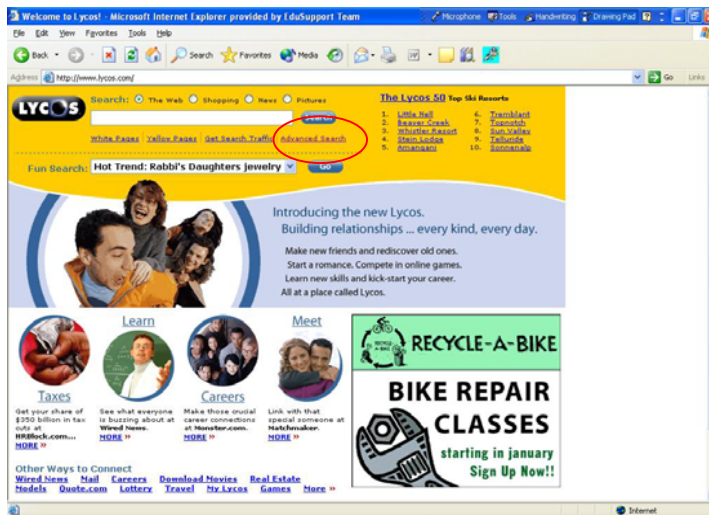 Welcome to Lycos! - Microsoft Internet Explorer provided by EduSupport Team
Microphone Tools Handwriting Drawing Pad
File Edit View Favorites Tools Help
Back Search Favorites Media
Address http://www.lycos.com/ Go Links
LYCOS
Search: The Web Shopping News Pictures
Search
White Pages Yellow Pages Get Search Traffic Advanced Search
Fun Search: Hot Trend: Rabbi's Daughters jewelry Go
The Lycos 50 Top Ski Resorts
1. Little Nell
2. Beaver Creek
3. Whistler Resort
4. Stein Lodge
5. Amangani
6. Tremblant
7. Topnotch
8. Sun Valley
9. Telluride
10. Sonnenalp
Introducing the new Lycos.
Building relationships ... every kind, every day.
Make new friends and rediscover old ones.
Start a romance. Compete in online games.
Learn new skills and kick-start your career.
All at a place called Lycos.
Taxes
Get your share of
$350 billion in tax
cuts at
HRBlock.com...
MORE »
Learn
See what everyone
is buzzing about at
Wired News.
MORE »
Careers
Make those crucial
career connections
at Monster.com.
MORE »
Meet
Link with that
special someone at
Matchmaker.
MORE »
RECYCLE-A-BIKE
BIKE REPAIR
CLASSES
starting in january
Sign Up Now!!
Other Ways to Connect
Wired News Mail Careers Download Movies Real Estate
Models Quote.com Lottery Travel My Lycos Games More »
Internet